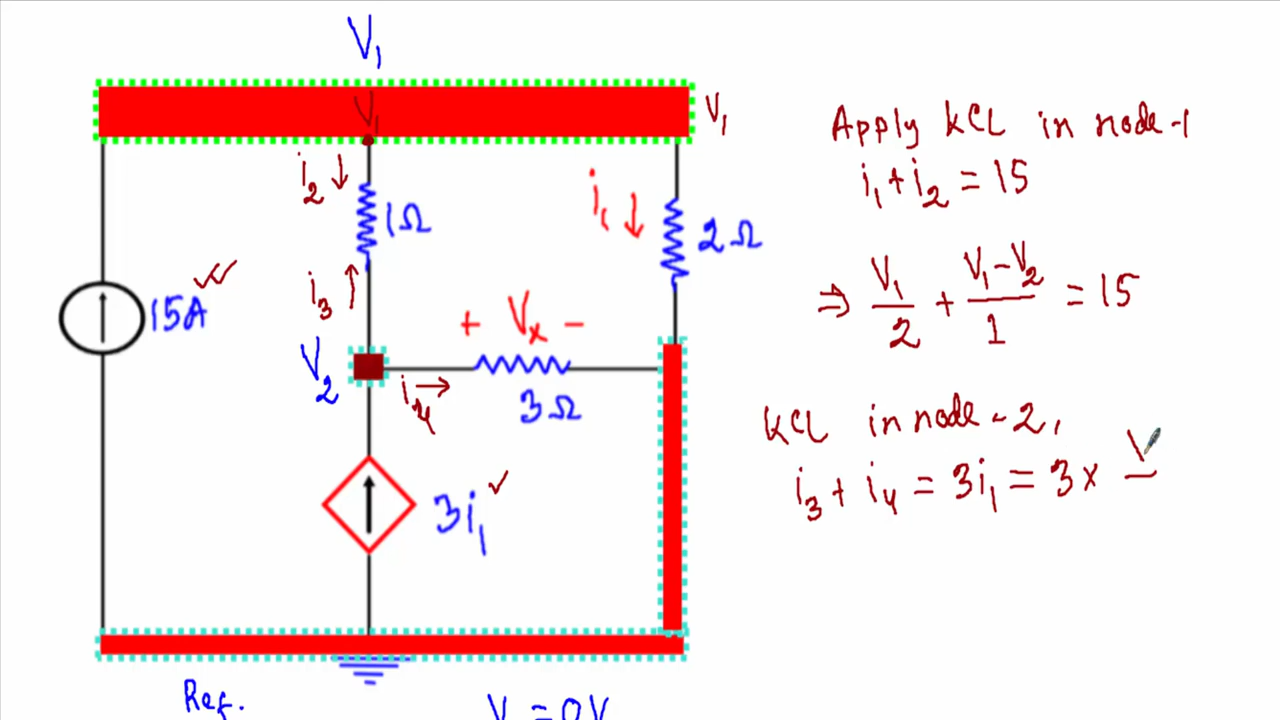 V₁
V₁
V₁
i₂ ↓
1Ω
i₁ ↓
2Ω
i₃ ↑
15A
+ Vₓ −
V₂
i₄ →
3Ω
3i₁
Ref.
V = 0V
Apply KCL in node-1
i₁ + i₂ = 15
⇒ V₁/2 + (V₁−V₂)/1 = 15
KCL in node-2,
i₃ + i₄ = 3i₁ = 3 ×